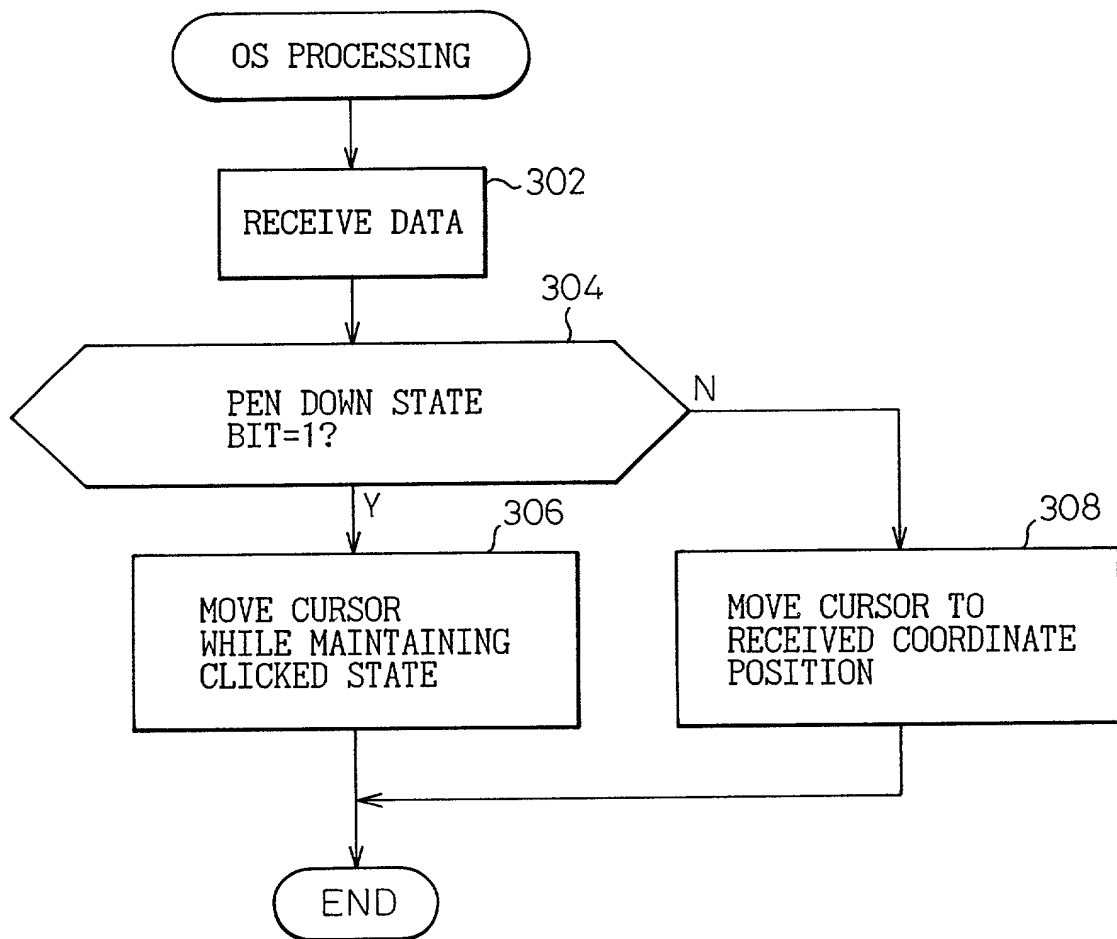 OS PROCESSING
302
RECEIVE DATA
304
PEN DOWN STATE
BIT=1?
N
Y
306
308
MOVE CURSOR
WHILE MAINTAINING
CLICKED STATE
MOVE CURSOR TO
RECEIVED COORDINATE
POSITION
END